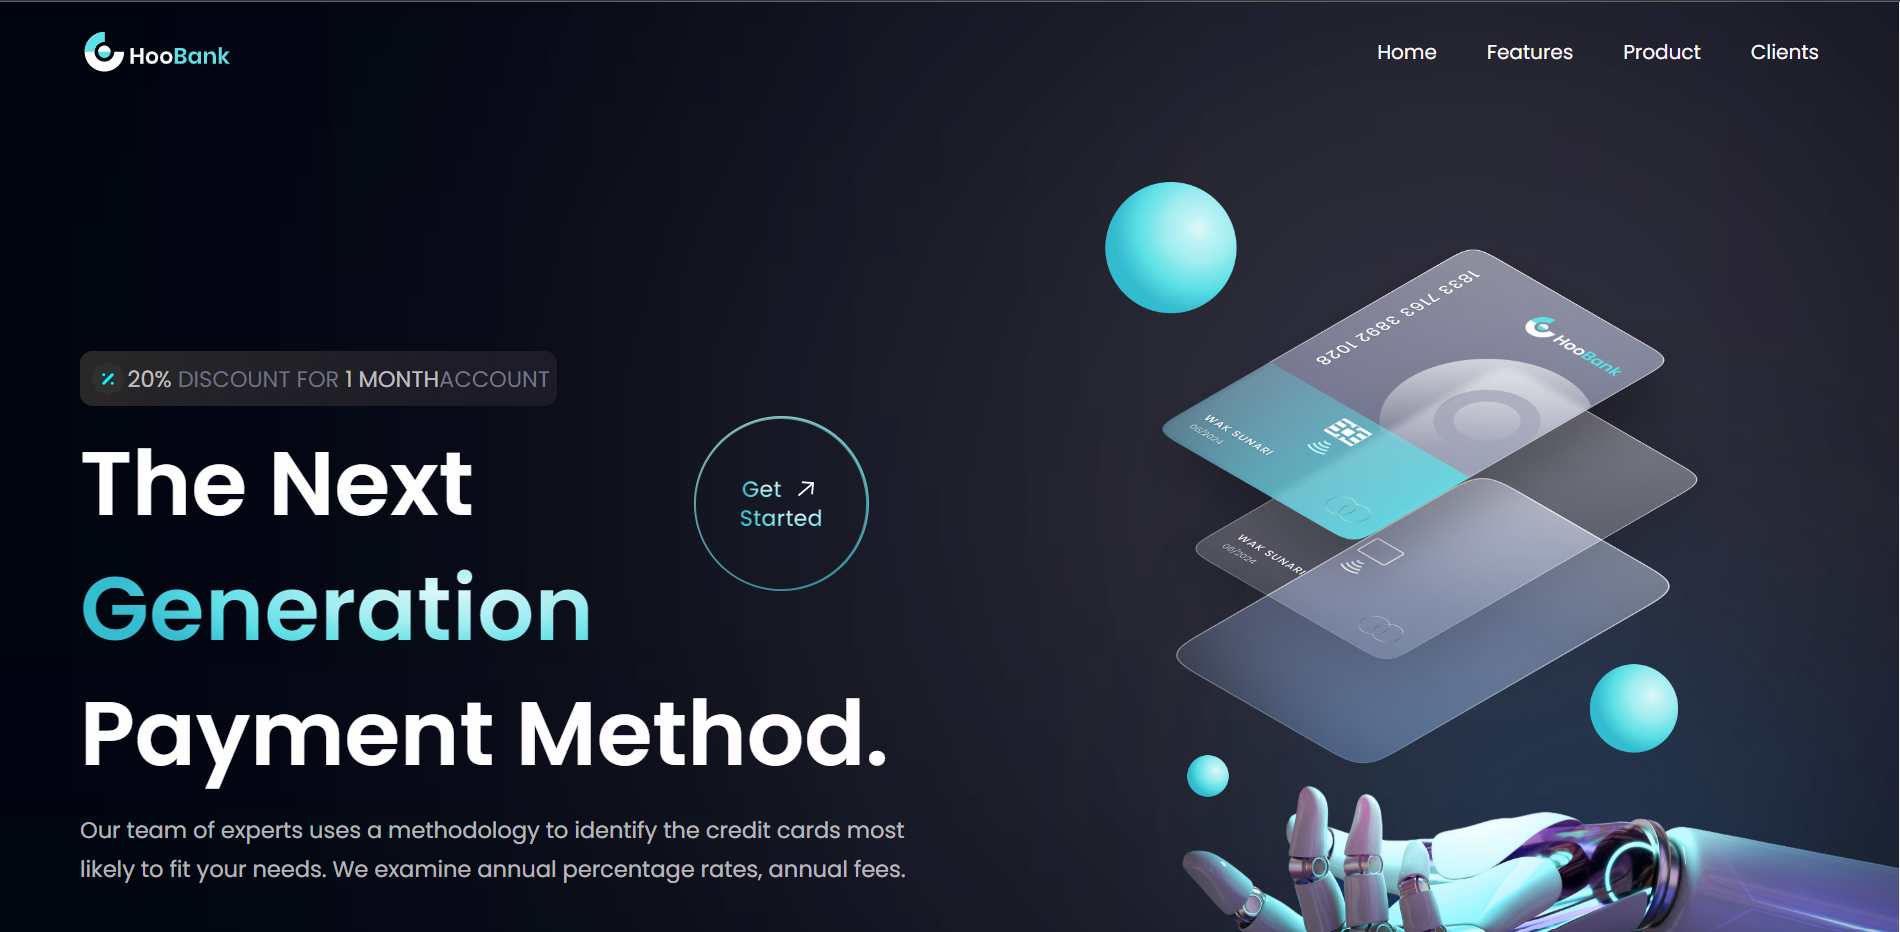 HooBank
Home Features Product Clients
20% DISCOUNT FOR 1 MONTHACCOUNT
The Next
Generation
Payment Method.
Get
Started
Our team of experts uses a methodology to identify the credit cards most
likely to fit your needs. We examine annual percentage rates, annual fees.
1833 7163 3892 1028
HooBank
WAK SUNARI
06/2024
WAK SUNARI
06/2024